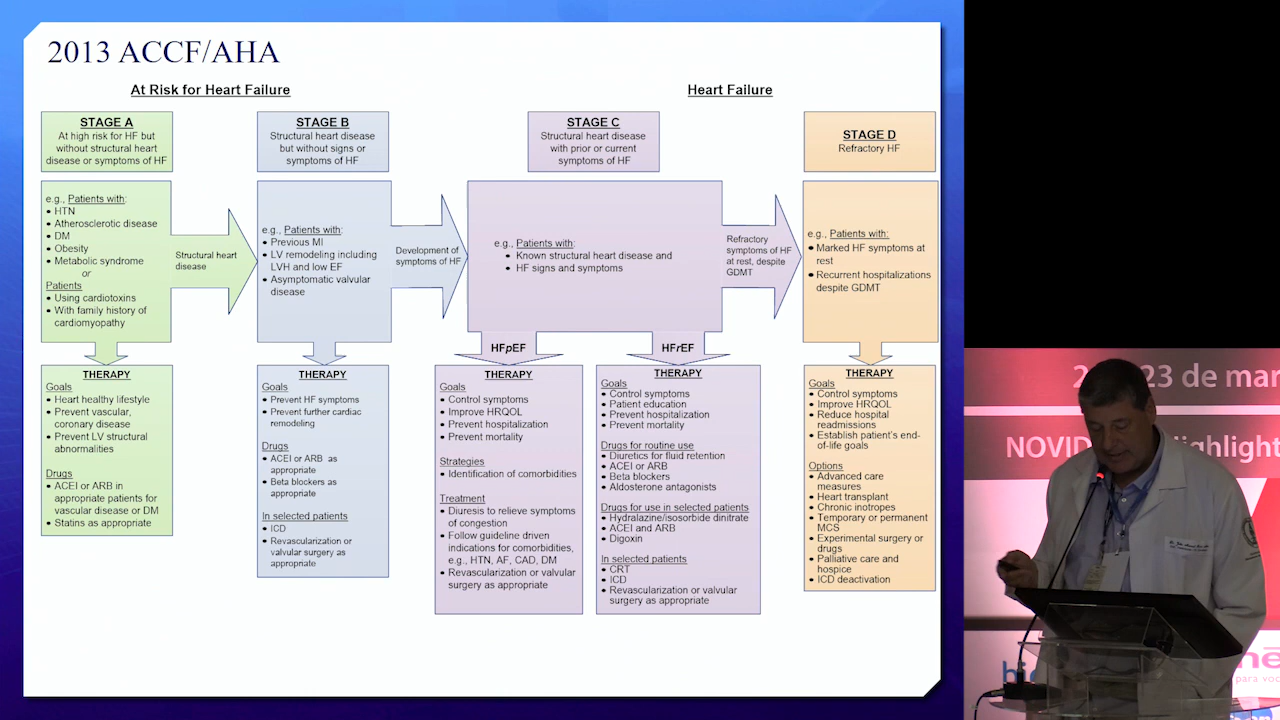 2013 ACCF/AHA
At Risk for Heart Failure
Heart Failure
STAGE A
At high risk for HF but
without structural heart
disease or symptoms of HF
STAGE B
Structural heart disease
but without signs or
symptoms of HF
STAGE C
Structural heart disease
with prior or current
symptoms of HF
STAGE D
Refractory HF
e.g., Patients with:
• HTN
• Atherosclerotic disease
• DM
• Obesity
• Metabolic syndrome
or
Patients
• Using cardiotoxins
• With family history of
cardiomyopathy
Structural heart
disease
e.g., Patients with:
• Previous MI
• LV remodeling including
LVH and low EF
• Asymptomatic valvular
disease
Development of
symptoms of HF
e.g., Patients with:
• Known structural heart disease and
• HF signs and symptoms
Refractory
symptoms of HF
at rest, despite
GDMT
e.g., Patients with:
• Marked HF symptoms at
rest
• Recurrent hospitalizations
despite GDMT
HFpEF
HFrEF
THERAPY
Goals
• Heart healthy lifestyle
• Prevent vascular,
coronary disease
• Prevent LV structural
abnormalities
Drugs
• ACEI or ARB in
appropriate patients for
vascular disease or DM
• Statins as appropriate
THERAPY
Goals
• Prevent HF symptoms
• Prevent further cardiac
remodeling
Drugs
• ACEI or ARB as
appropriate
• Beta blockers as
appropriate
In selected patients
• ICD
• Revascularization or
valvular surgery as
appropriate
THERAPY
Goals
• Control symptoms
• Improve HRQOL
• Prevent hospitalization
• Prevent mortality
Strategies
• Identification of comorbidities
Treatment
• Diuresis to relieve symptoms
of congestion
• Follow guideline driven
indications for comorbidities,
e.g., HTN, AF, CAD, DM
• Revascularization or valvular
surgery as appropriate
THERAPY
Goals
• Control symptoms
• Patient education
• Prevent hospitalization
• Prevent mortality
Drugs for routine use
• Diuretics for fluid retention
• ACEI or ARB
• Beta blockers
• Aldosterone antagonists
Drugs for use in selected patients
• Hydralazine/isosorbide dinitrate
• ACEI and ARB
• Digoxin
In selected patients
• CRT
• ICD
• Revascularization or valvular
surgery as appropriate
THERAPY
Goals
• Control symptoms
• Improve HRQOL
• Reduce hospital
readmissions
• Establish patient's end-
of-life goals
Options
• Advanced care
measures
• Heart transplant
• Chronic inotropes
• Temporary or permanent
MCS
• Experimental surgery or
drugs
• Palliative care and
hospice
• ICD deactivation
23 de mar
NOVID
ighlight
para voc